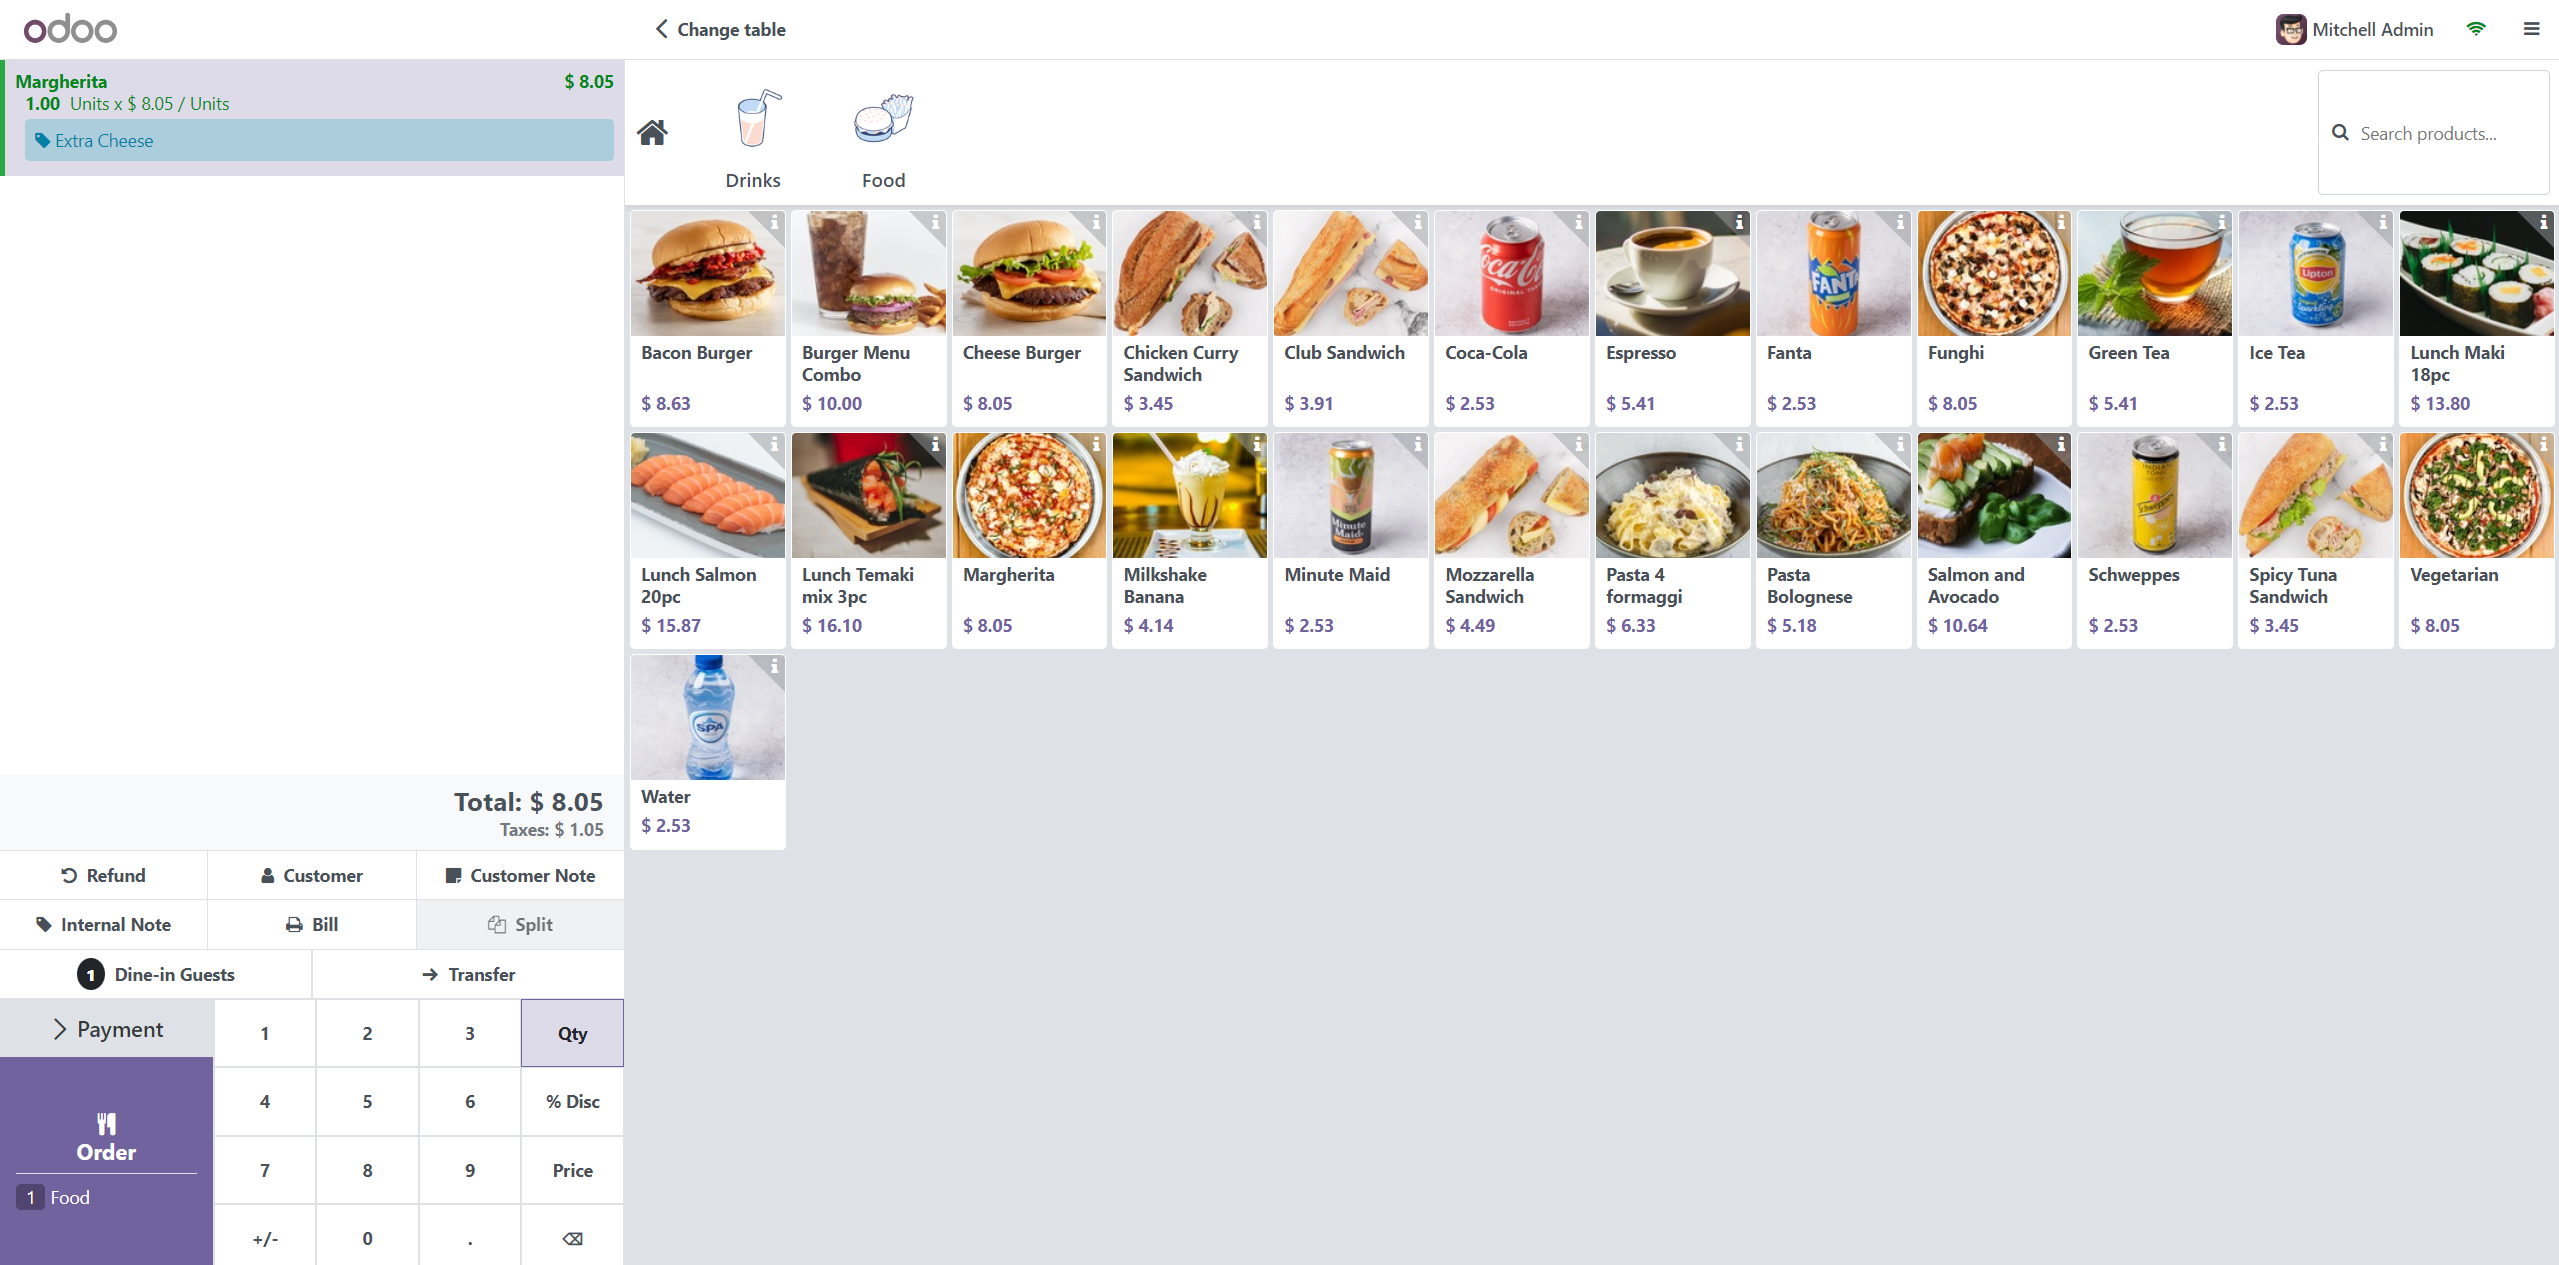 odoo
Change table
Mitchell Admin
Margherita $ 8.05
1.00 Units x $ 8.05 / Units
Extra Cheese
Drinks
Food
Search products...
Bacon Burger
$ 8.63
Burger Menu
Combo
$ 10.00
Cheese Burger
$ 8.05
Chicken Curry
Sandwich
$ 3.45
Club Sandwich
$ 3.91
Coca-Cola
$ 2.53
Espresso
$ 5.41
FANTA
Fanta
$ 2.53
Funghi
$ 8.05
Green Tea
$ 5.41
Lipton
Ice Tea
$ 2.53
Lunch Maki
18pc
$ 13.80
Lunch Salmon
20pc
$ 15.87
Lunch Temaki
mix 3pc
$ 16.10
Margherita
$ 8.05
Milkshake
Banana
$ 4.14
Minute
Maid
Minute Maid
$ 2.53
Mozzarella
Sandwich
$ 4.49
Pasta 4
formaggi
$ 6.33
Pasta
Bolognese
$ 5.18
Salmon and
Avocado
$ 10.64
INDIAN
TONIC
Schweppes
Schweppes
$ 2.53
Spicy Tuna
Sandwich
$ 3.45
Vegetarian
$ 8.05
SPA
Water
$ 2.53
Total: $ 8.05
Taxes: $ 1.05
Refund
Customer
Customer Note
Internal Note
Bill
Split
1 Dine-in Guests
Transfer
Payment
1 2 3 Qty
4 5 6 % Disc
Order
7 8 9 Price
1 Food
+/- 0 .